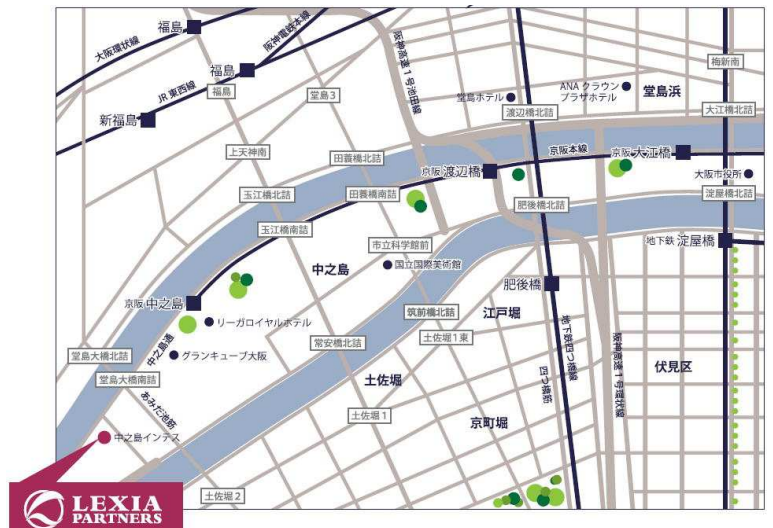 福島
大阪環状線
阪神電鉄本線
福島
JR東西線
福島
新福島
堂島3
阪神高速1号池田線
堂島ホテル
渡辺橋北詰
ANAクラウン
プラザホテル
堂島浜
梅新南
大江橋北詰
上天神南
田蓑橋北詰
京阪 渡辺橋
京阪本線
京阪 大江橋
大阪市役所
玉江橋北詰
田蓑橋南詰
淀屋橋北詰
肥後橋北詰
玉江橋南詰
市立科学館前
地下鉄 淀屋橋
中之島
国立国際美術館
肥後橋
京阪 中之島
リーガロイヤルホテル
筑前橋北詰
江戸堀
土佐堀1東
常安橋北詰
中之島通
堂島大橋北詰
グランキューブ大阪
地下鉄四つ橋線
阪神高速1号環状線
四つ橋筋
伏見区
堂島大橋南詰
土佐堀
あみだ池筋
土佐堀1
京町堀
中之島インテス
土佐堀2
LEXIA
PARTNERS